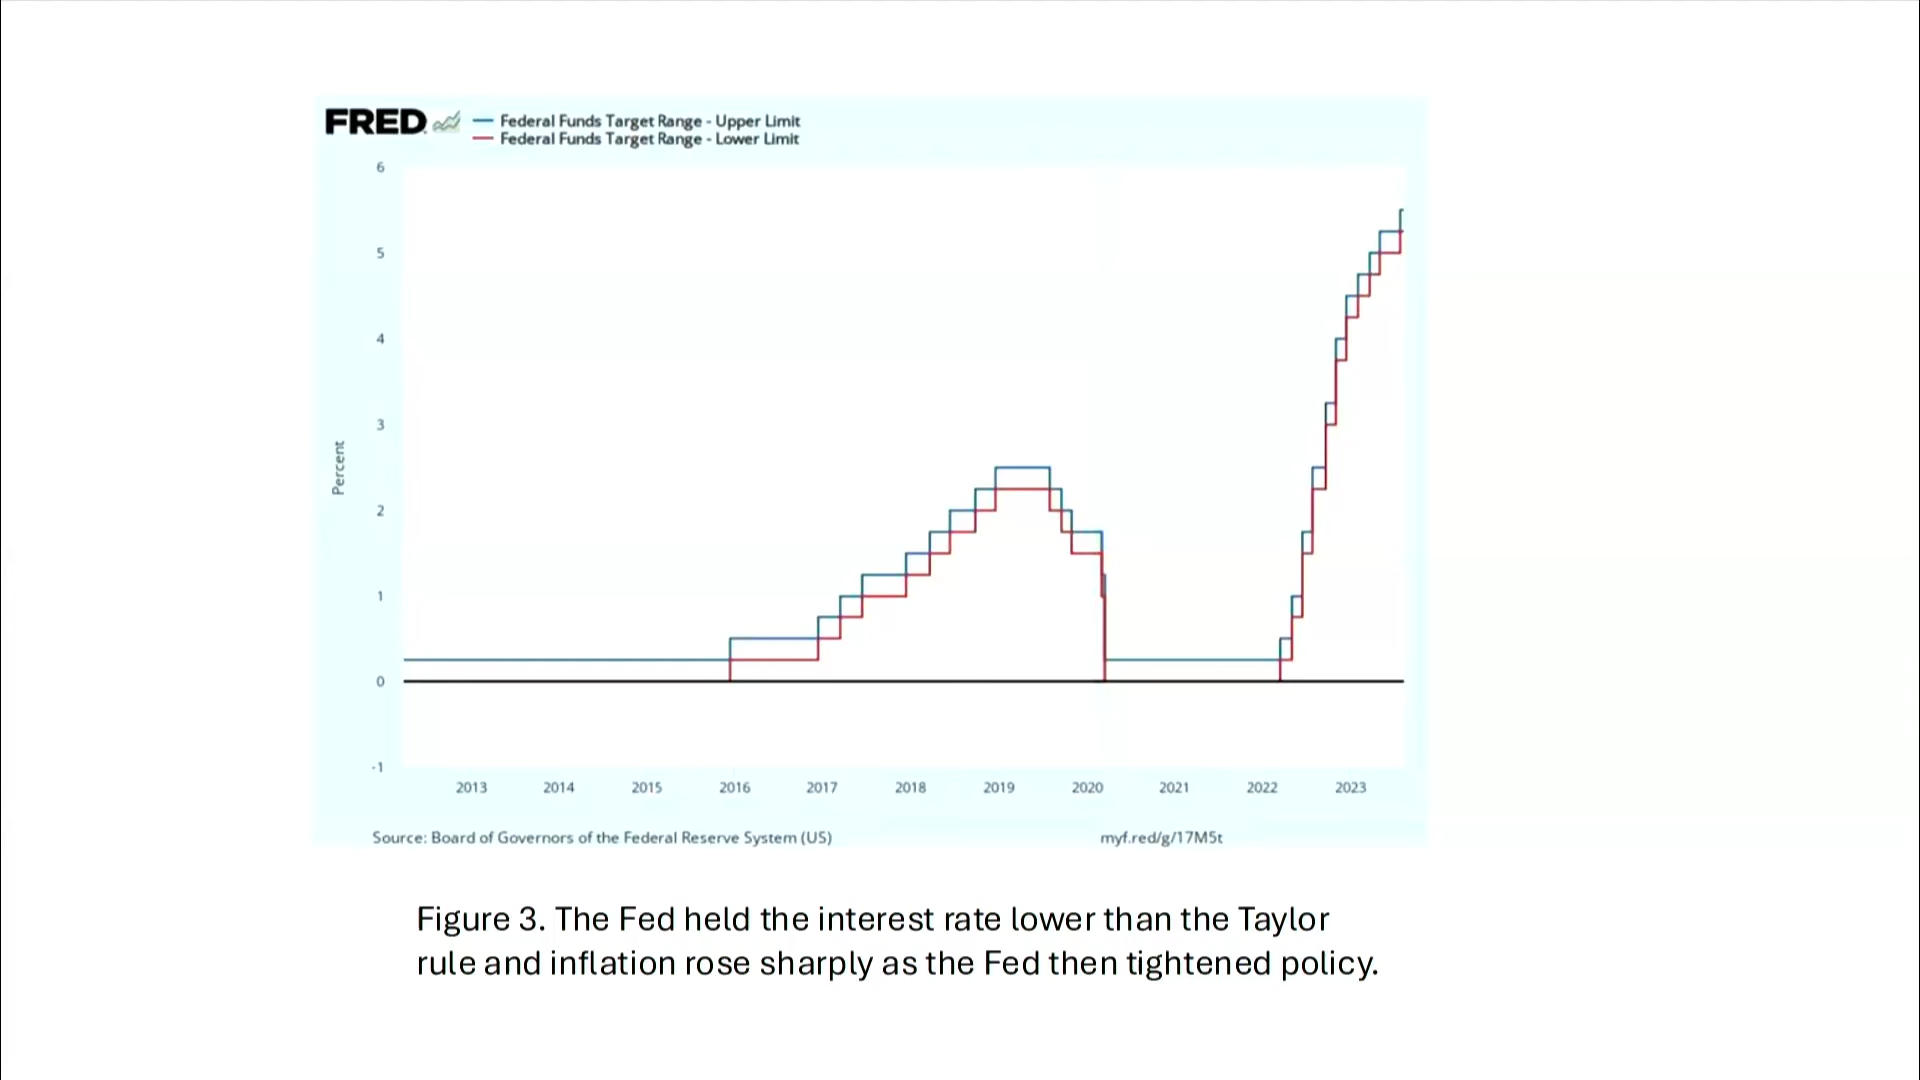 FRED
Federal Funds Target Range - Upper Limit
Federal Funds Target Range - Lower Limit
6
5
4
3
2
1
0
-1
Percent
2013 2014 2015 2016 2017 2018 2019 2020 2021 2022 2023
Source: Board of Governors of the Federal Reserve System (US) myf.red/g/17M5t
Figure 3. The Fed held the interest rate lower than the Taylor
rule and inflation rose sharply as the Fed then tightened policy.